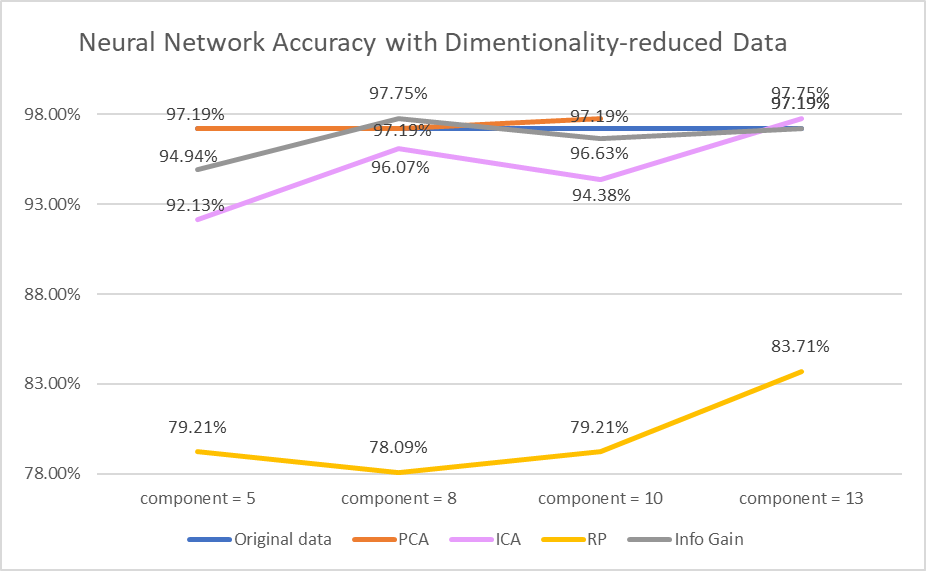 Neural Network Accuracy with Dimentionality-reduced Data
98.00%
93.00%
88.00%
83.00%
78.00%
97.19%
94.94%
92.13%
79.21%
97.75%
97.19%
96.07%
78.09%
97.19%
96.63%
94.38%
79.21%
97.75%
97.19%
83.71%
component = 5
component = 8
component = 10
component = 13
Original data
PCA
ICA
RP
Info Gain